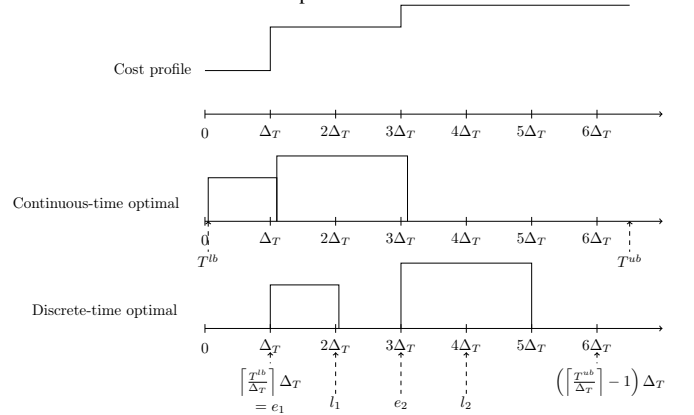 Cost profile
0 Δ_T 2Δ_T 3Δ_T 4Δ_T 5Δ_T 6Δ_T
Continuous-time optimal
0 Δ_T 2Δ_T 3Δ_T 4Δ_T 5Δ_T 6Δ_T
T^{lb} T^{ub}
Discrete-time optimal
0 Δ_T 2Δ_T 3Δ_T 4Δ_T 5Δ_T 6Δ_T
⌈T^{lb}/Δ_T⌉ Δ_T l_1 e_2 l_2 (⌈T^{ub}/Δ_T⌉ − 1) Δ_T
= e_1